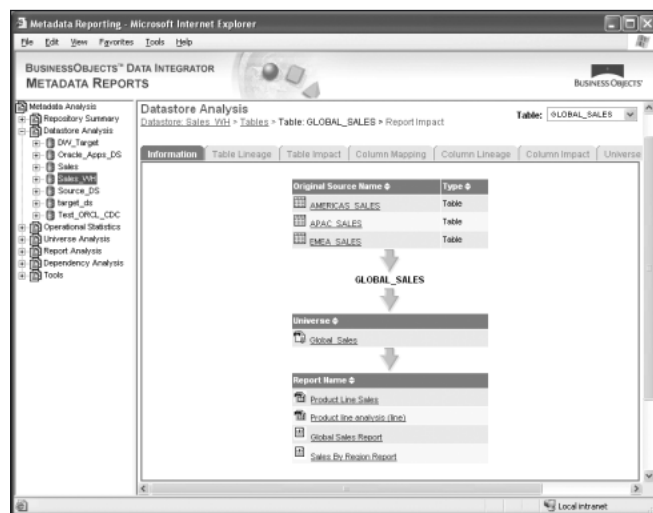 Metadata Reporting - Microsoft Internet Explorer
File Edit View Favorites Tools Help
BUSINESSOBJECTS™ DATA INTEGRATOR
METADATA REPORTS
BUSINESS OBJECTS
Metadata Analysis
Repository Summary
Datastore Analysis
DW_Target
Oracle_Apps_DS
Sales
Sales_WH
Source_DS
target_ds
Test_ORCL_CDC
Operational Statistics
Universe Analysis
Report Analysis
Dependency Analysis
Tools
Datastore Analysis
Datastore: Sales_WH > Tables > Table: GLOBAL_SALES > Report Impact
Table: GLOBAL_SALES
Information Table Lineage Table Impact Column Mapping Column Lineage Column Impact Universe
Original Source Name Type
AMERICAS_SALES Table
APAC_SALES Table
EMEA_SALES Table
GLOBAL_SALES
Universe
Global_Sales
Report Name
Product Line Sales
Product line analysis (line)
Global Sales Report
Sales By Region Report
Local intranet